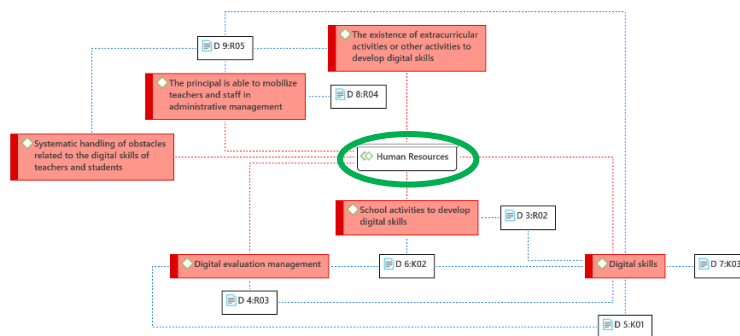 The existence of extracurricular
activities or other activities to
develop digital skills
D 9:R05
The principal is able to mobilize
teachers and staff in
administrative management
D 8:R04
Systematic handling of obstacles
related to the digital skills of
teachers and students
Human Resources
School activities to develop
digital skills
D 3:R02
Digital evaluation management
D 6:K02
Digital skills
D 7:K03
D 4:R03
D 5:K01